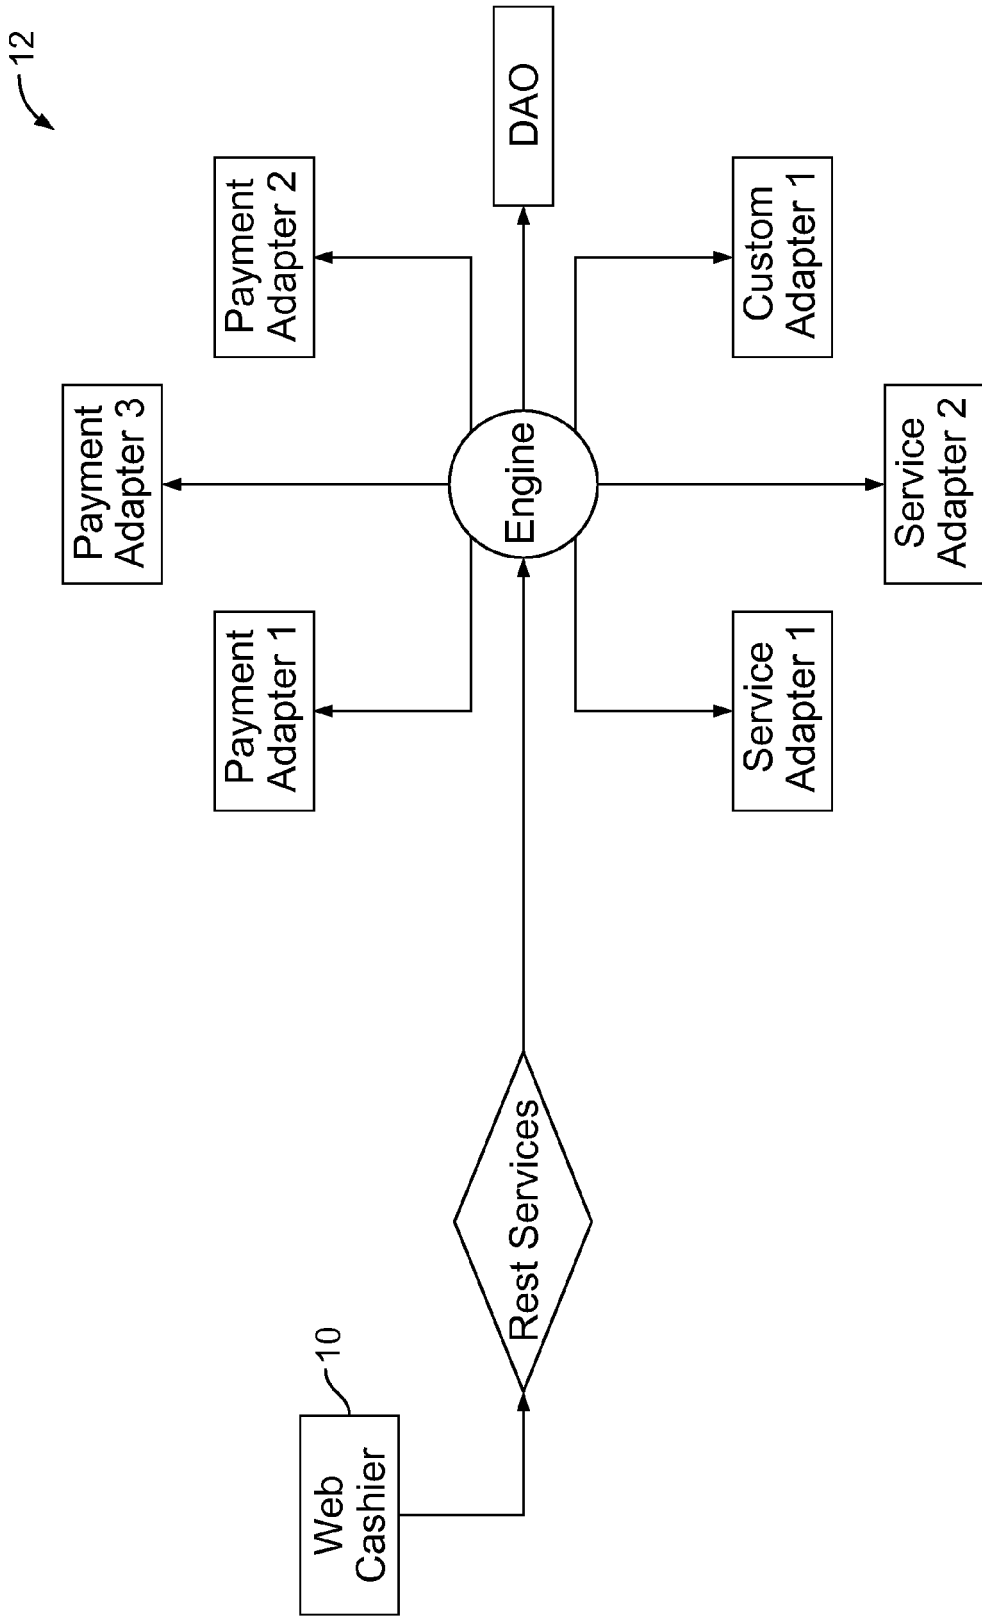 Web
Cashier
10
Rest Services
Engine
Payment
Adapter 1
Payment
Adapter 3
Payment
Adapter 2
Service
Adapter 1
Service
Adapter 2
Custom
Adapter 1
DAO
12